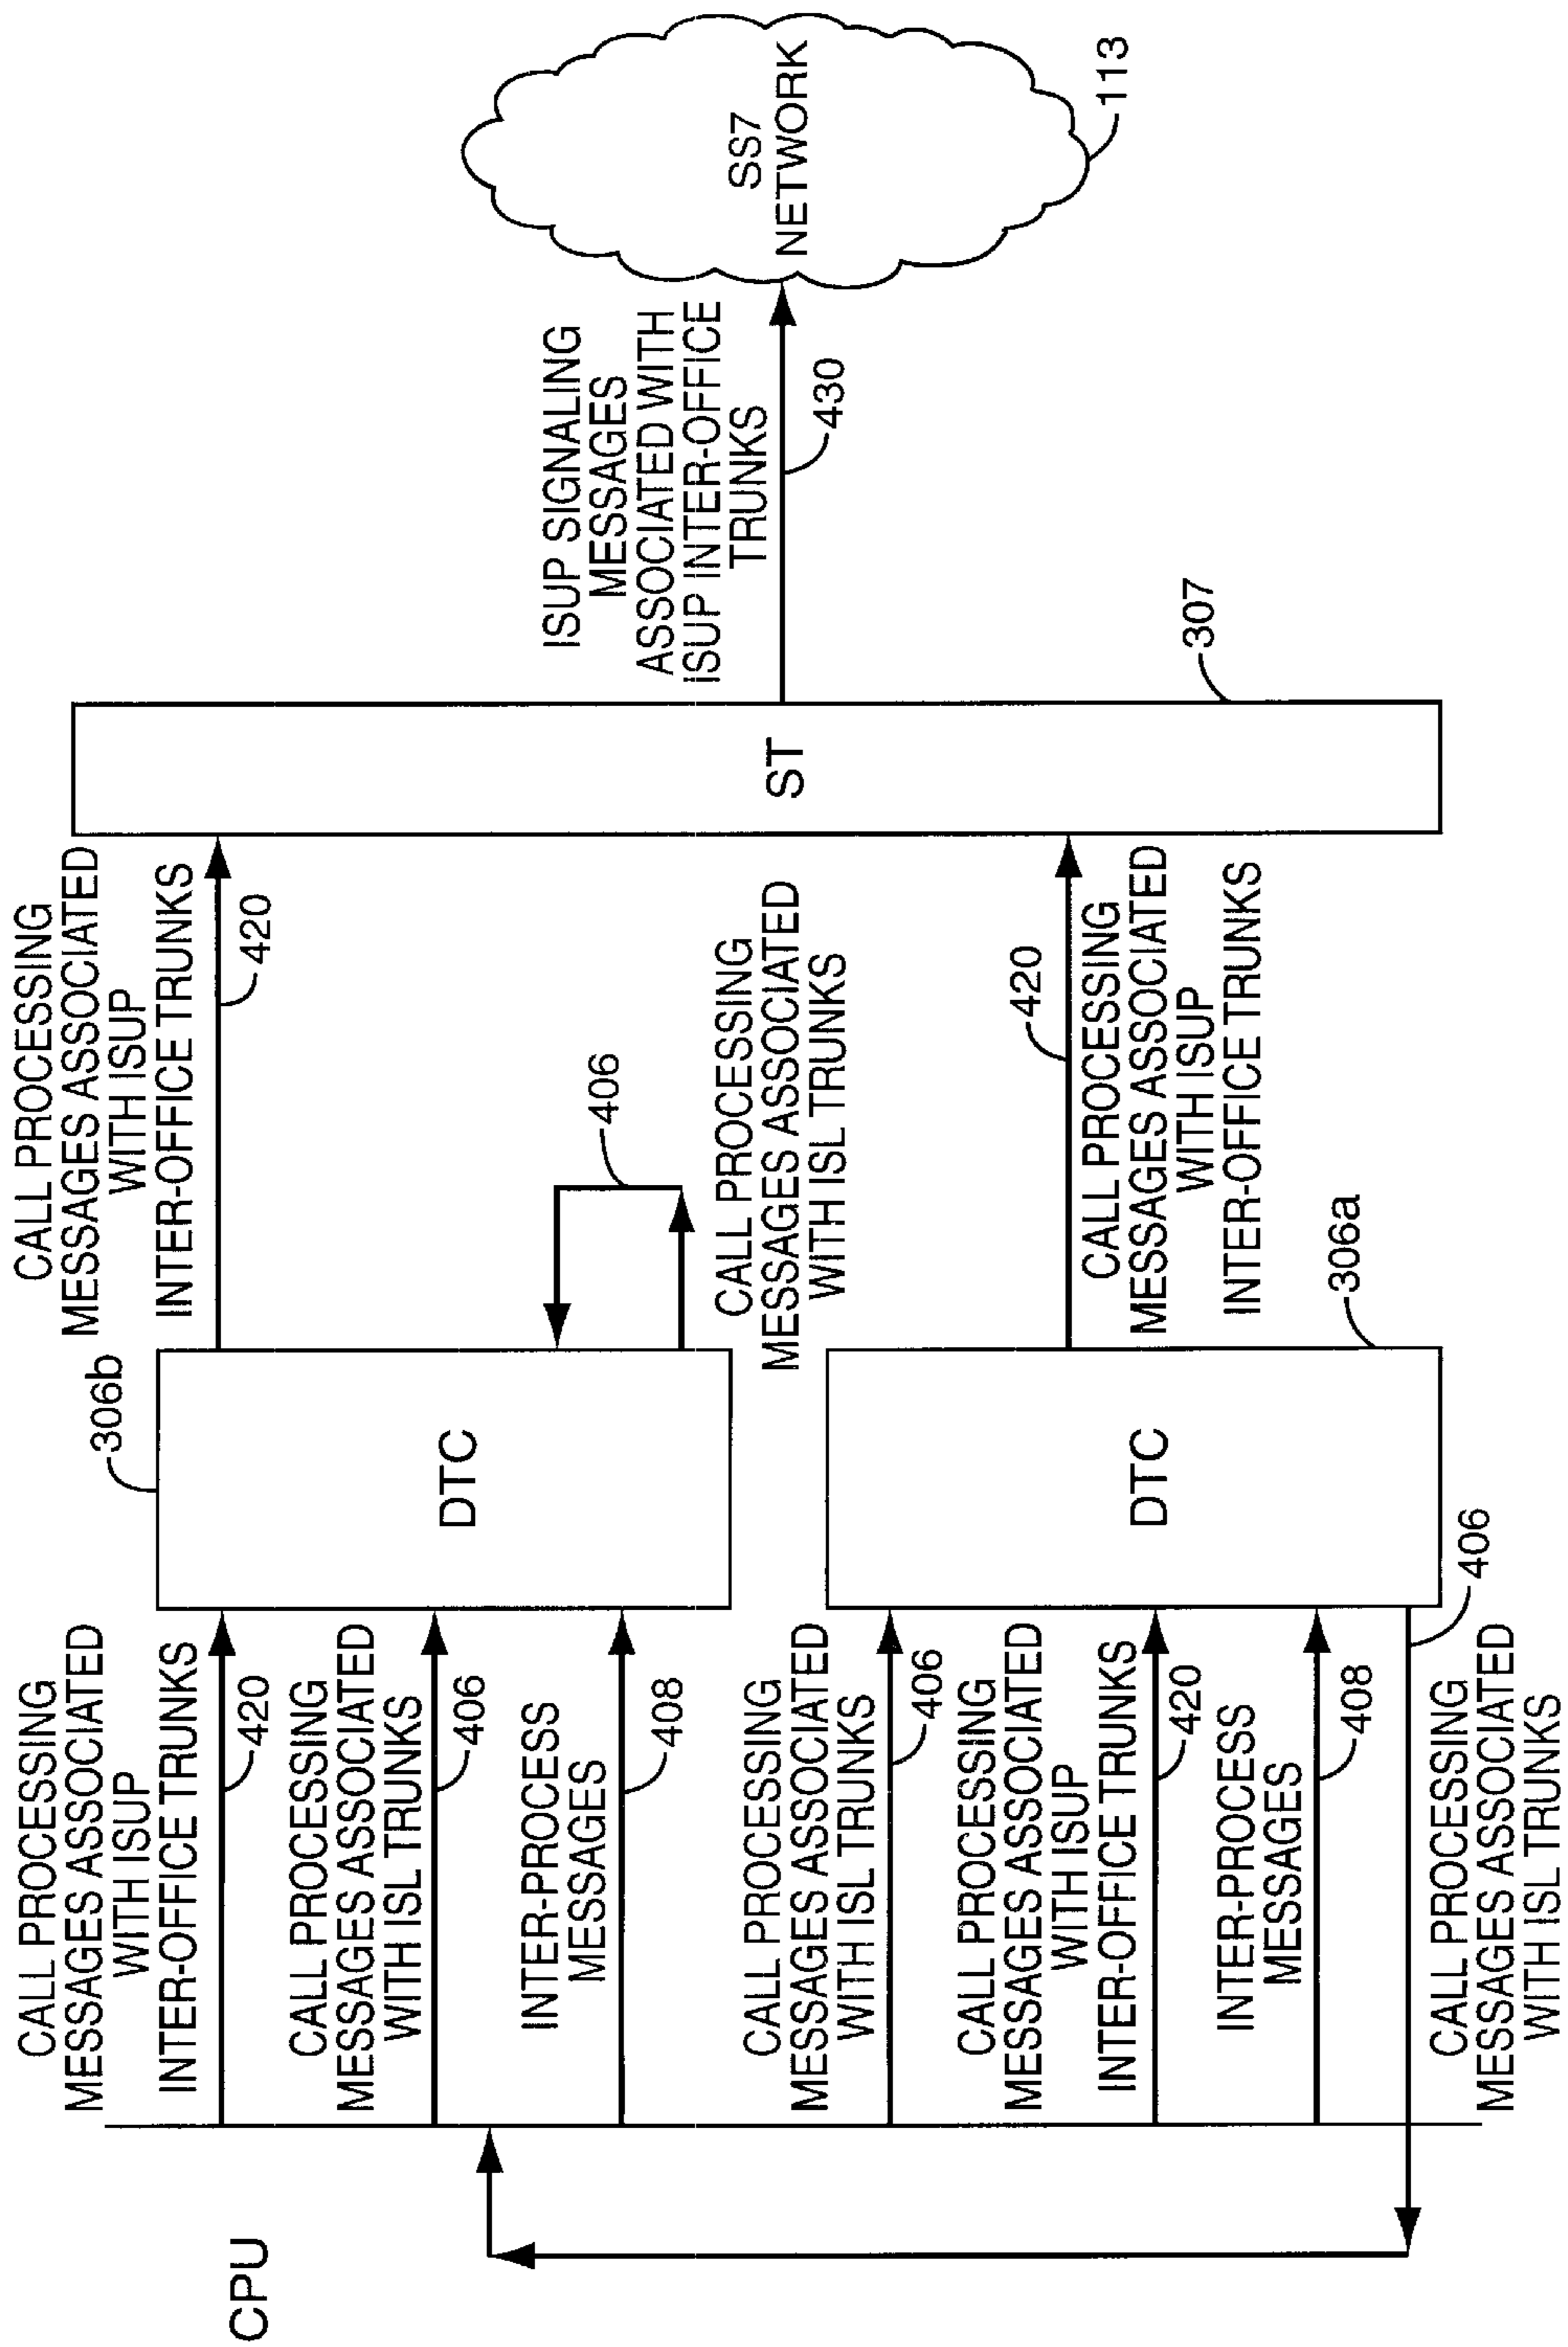 CPU
CALL PROCESSING
MESSAGES ASSOCIATED
WITH ISUP
INTER-OFFICE TRUNKS
420
CALL PROCESSING
MESSAGES ASSOCIATED
WITH ISL TRUNKS
406
INTER-PROCESS
MESSAGES
408
CALL PROCESSING
MESSAGES ASSOCIATED
WITH ISL TRUNKS
406
CALL PROCESSING
MESSAGES ASSOCIATED
WITH ISUP
INTER-OFFICE TRUNKS
420
INTER-PROCESS
MESSAGES
408
CALL PROCESSING
MESSAGES ASSOCIATED
WITH ISL TRUNKS
406
306b
DTC
DTC
306a
CALL PROCESSING
MESSAGES ASSOCIATED
WITH ISUP
INTER-OFFICE TRUNKS
420
406
CALL PROCESSING
MESSAGES ASSOCIATED
WITH ISL TRUNKS
420
CALL PROCESSING
MESSAGES ASSOCIATED
WITH ISUP
INTER-OFFICE TRUNKS
ST
307
ISUP SIGNALING
MESSAGES
ASSOCIATED WITH
ISUP INTER-OFFICE
TRUNKS
430
SS7
NETWORK
113